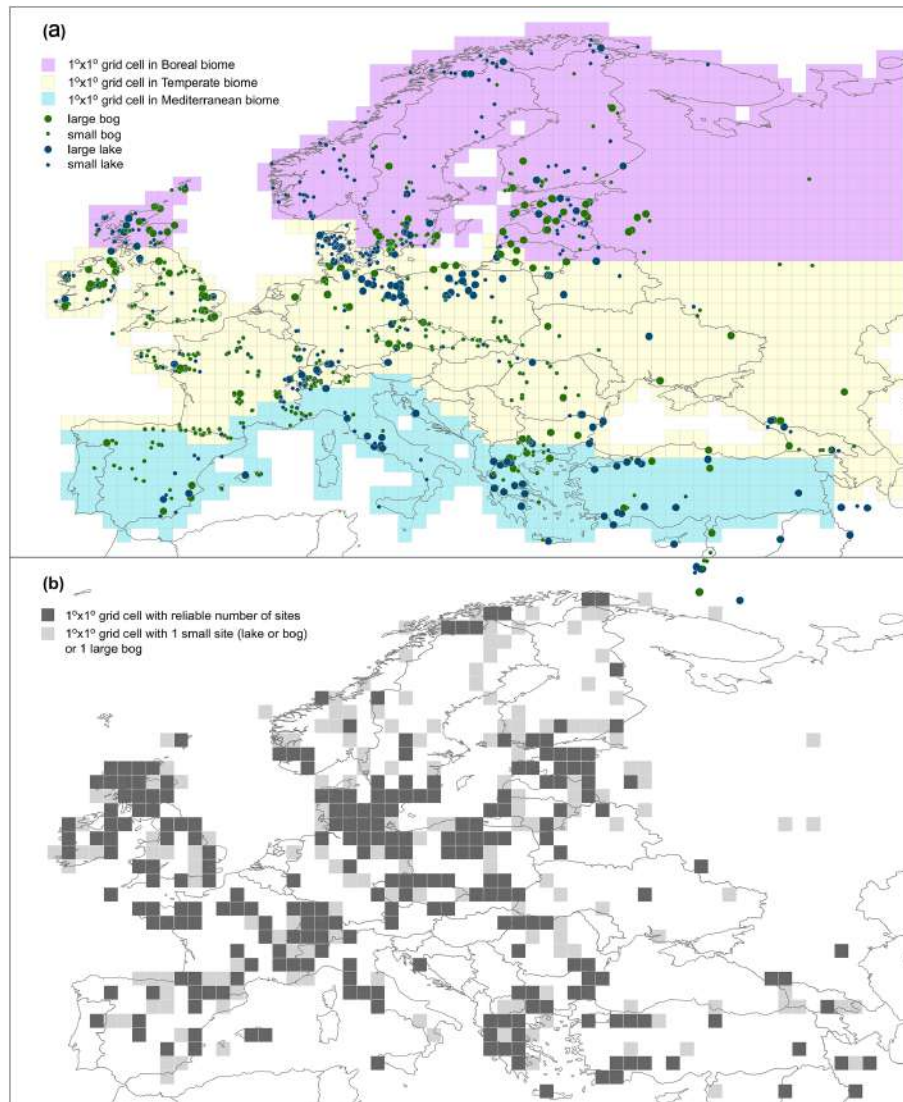 (a)
1°x1° grid cell in Boreal biome
1°x1° grid cell in Temperate biome
1°x1° grid cell in Mediterranean biome
large bog
small bog
large lake
small lake
(b)
1°x1° grid cell with reliable number of sites
1°x1° grid cell with 1 small site (lake or bog)
or 1 large bog